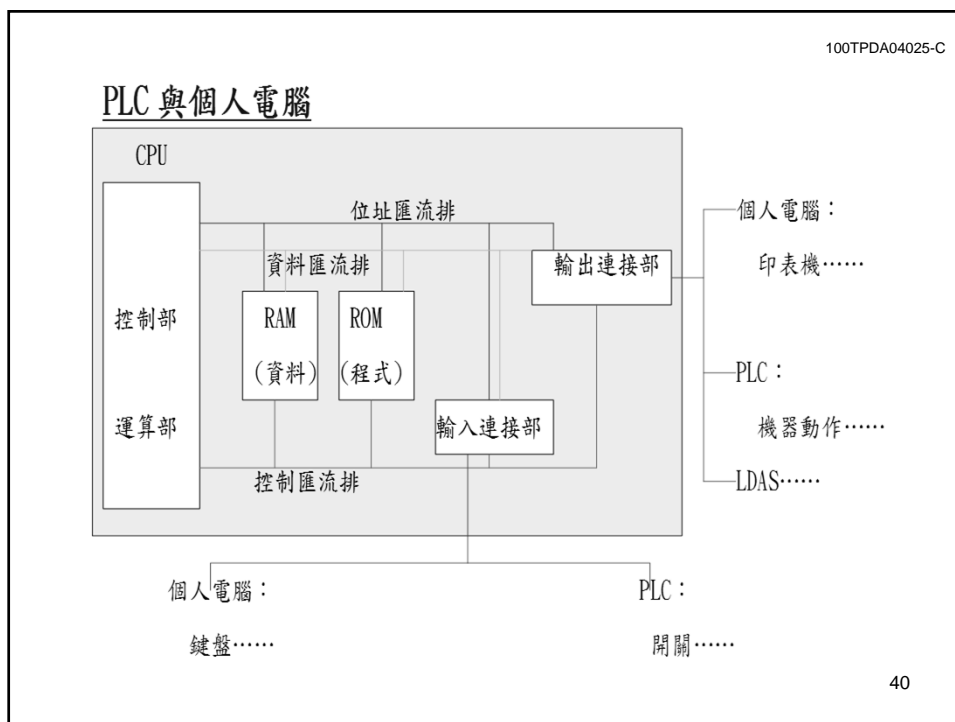 100TPDA04025-C
PLC 與個人電腦
CPU
控制部
運算部
位址匯流排
資料匯流排
RAM
(資料)
ROM
(程式)
輸出連接部
輸入連接部
控制匯流排
個人電腦：
印表機……
PLC：
機器動作……
LDAS……
個人電腦：
鍵盤……
PLC：
開關……
40